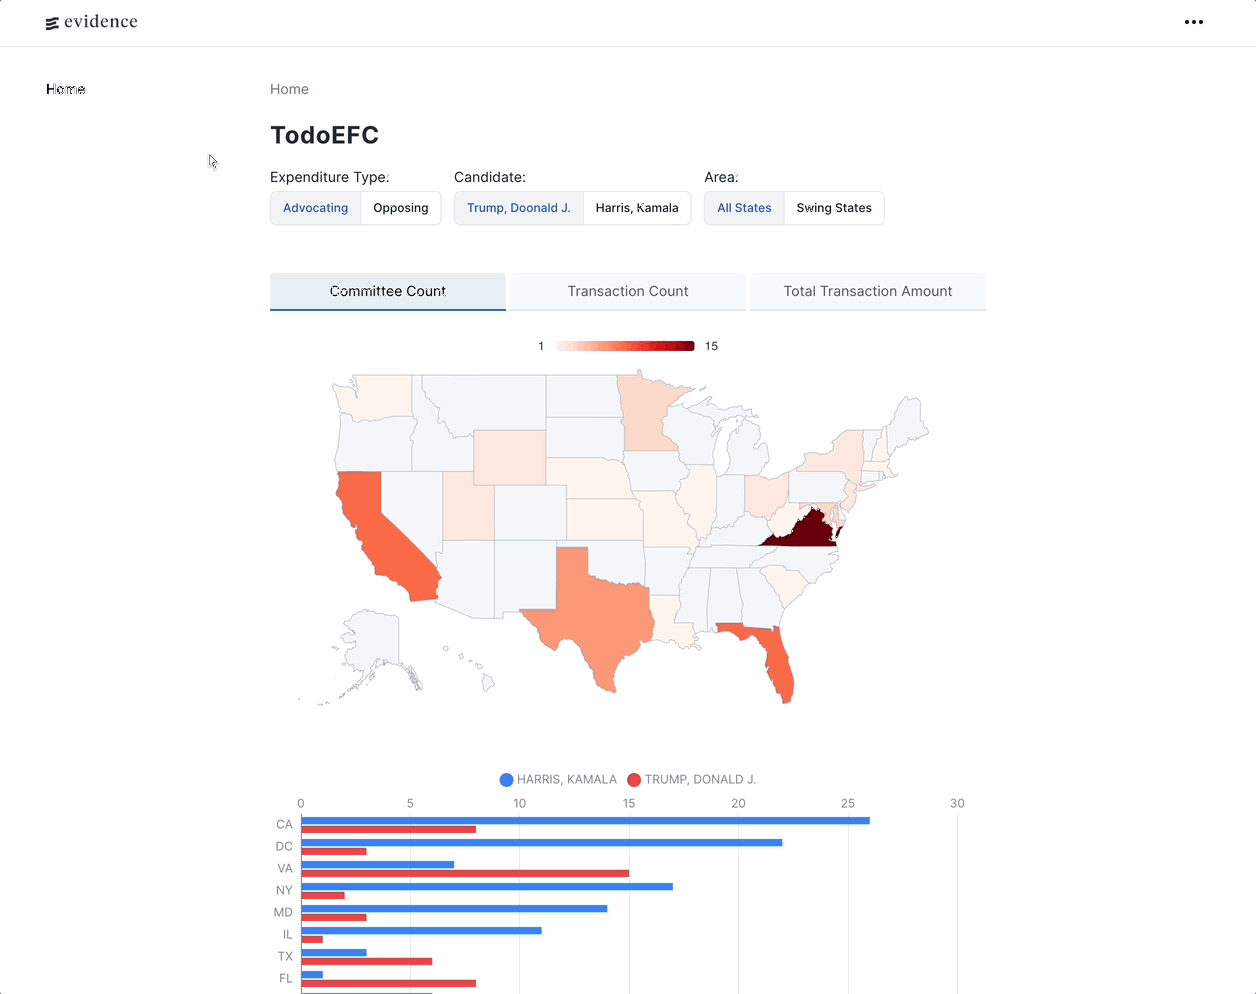 evidence
Home
Home
TodoEFC
Expenditure Type:
Candidate:
Area:
Advocating
Opposing
Trump, Doonald J.
Harris, Kamala
All States
Swing States
Committee Count
Transaction Count
Total Transaction Amount
1
15
HARRIS, KAMALA
TRUMP, DONALD J.
0 5 10 15 20 25 30
CA
DC
VA
NY
MD
IL
TX
FL